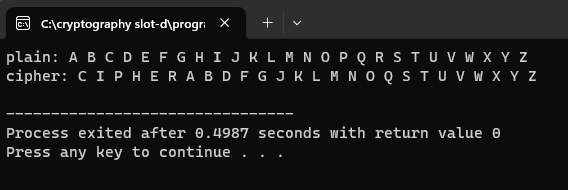 C:\cryptography slot-d\progra
plain: A B C D E F G H I J K L M N O P Q R S T U V W X Y Z
cipher: C I P H E R A B D F G J K L M N O Q S T U V W X Y Z
--------------------------------
Process exited after 0.4987 seconds with return value 0
Press any key to continue . . .